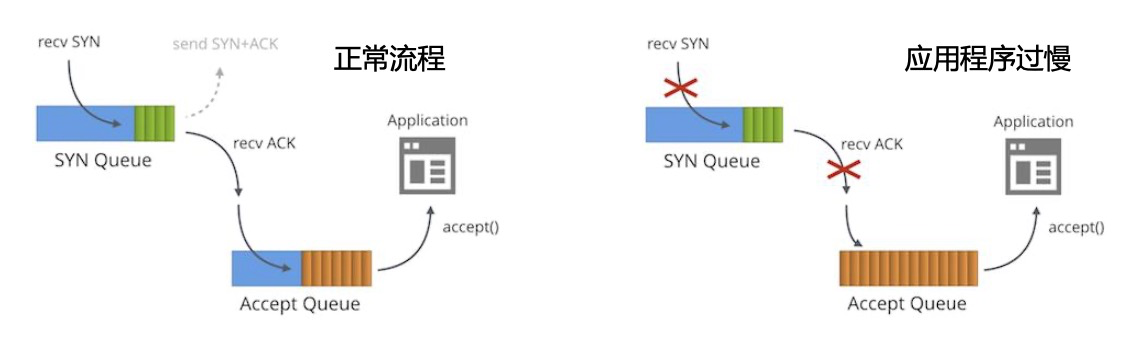 recv SYN
send SYN+ACK
正常流程
SYN Queue
recv ACK
Application
accept()
Accept Queue
recv SYN
应用程序过慢
SYN Queue
recv ACK
Application
accept()
Accept Queue